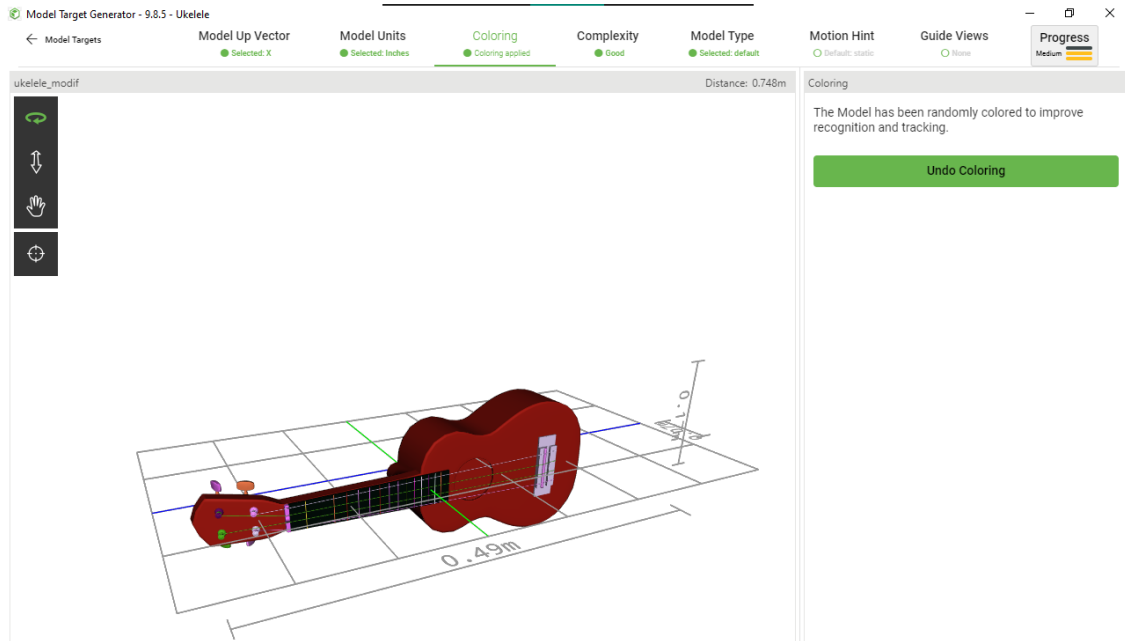 Model Target Generator - 9.8.5 - Ukelele
Model Targets
Model Up Vector
Selected: X
Model Units
Selected: Inches
Coloring
Coloring applied
Complexity
Good
Model Type
Selected: default
Motion Hint
Default: static
Guide Views
None
Progress
Medium
ukelele_modif
Distance: 0.748m
Coloring
The Model has been randomly colored to improve
recognition and tracking.
Undo Coloring
0.49m